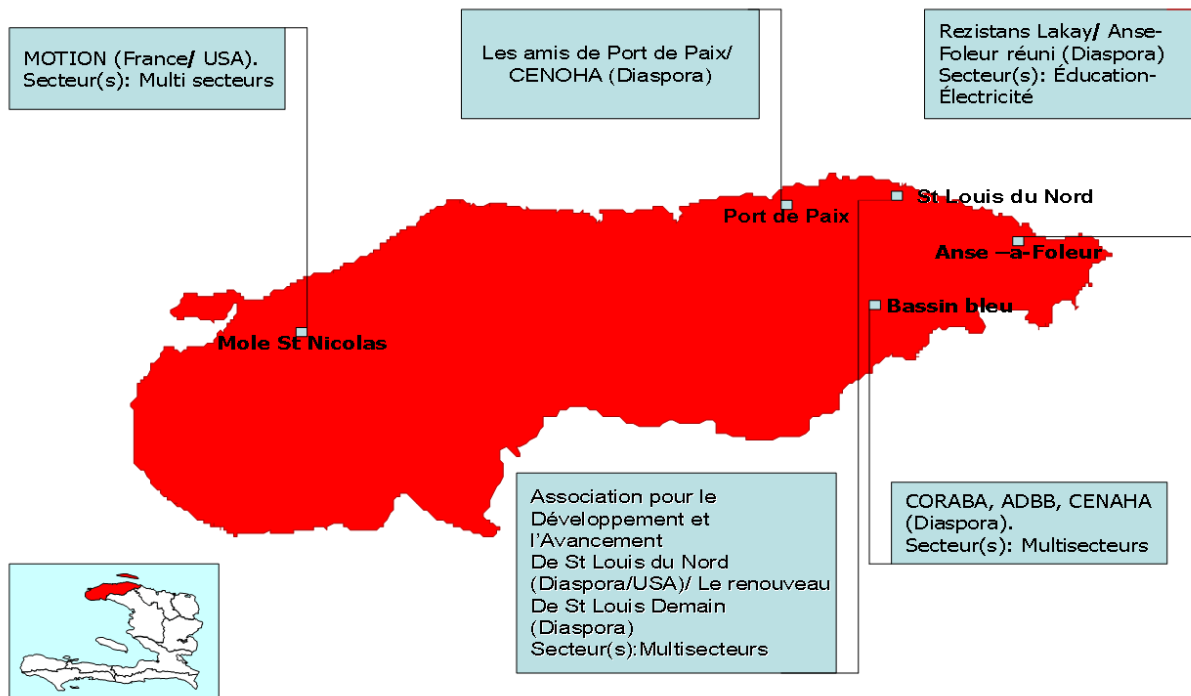 MOTION (France/ USA).
Secteur(s): Multi secteurs
Les amis de Port de Paix/
CENOHA (Diaspora)
Rezistans Lakay/ Anse-
Foleur réuni (Diaspora)
Secteur(s): Éducation-
Électricité
St Louis du Nord
Port de Paix
Anse –a-Foleur
Bassin bleu
Mole St Nicolas
Association pour le
Développement et
l'Avancement
De St Louis du Nord
(Diaspora/USA)/ Le renouveau
De St Louis Demain
(Diaspora)
Secteur(s):Multisecteurs
CORABA, ADBB, CENAHA
(Diaspora).
Secteur(s): Multisecteurs